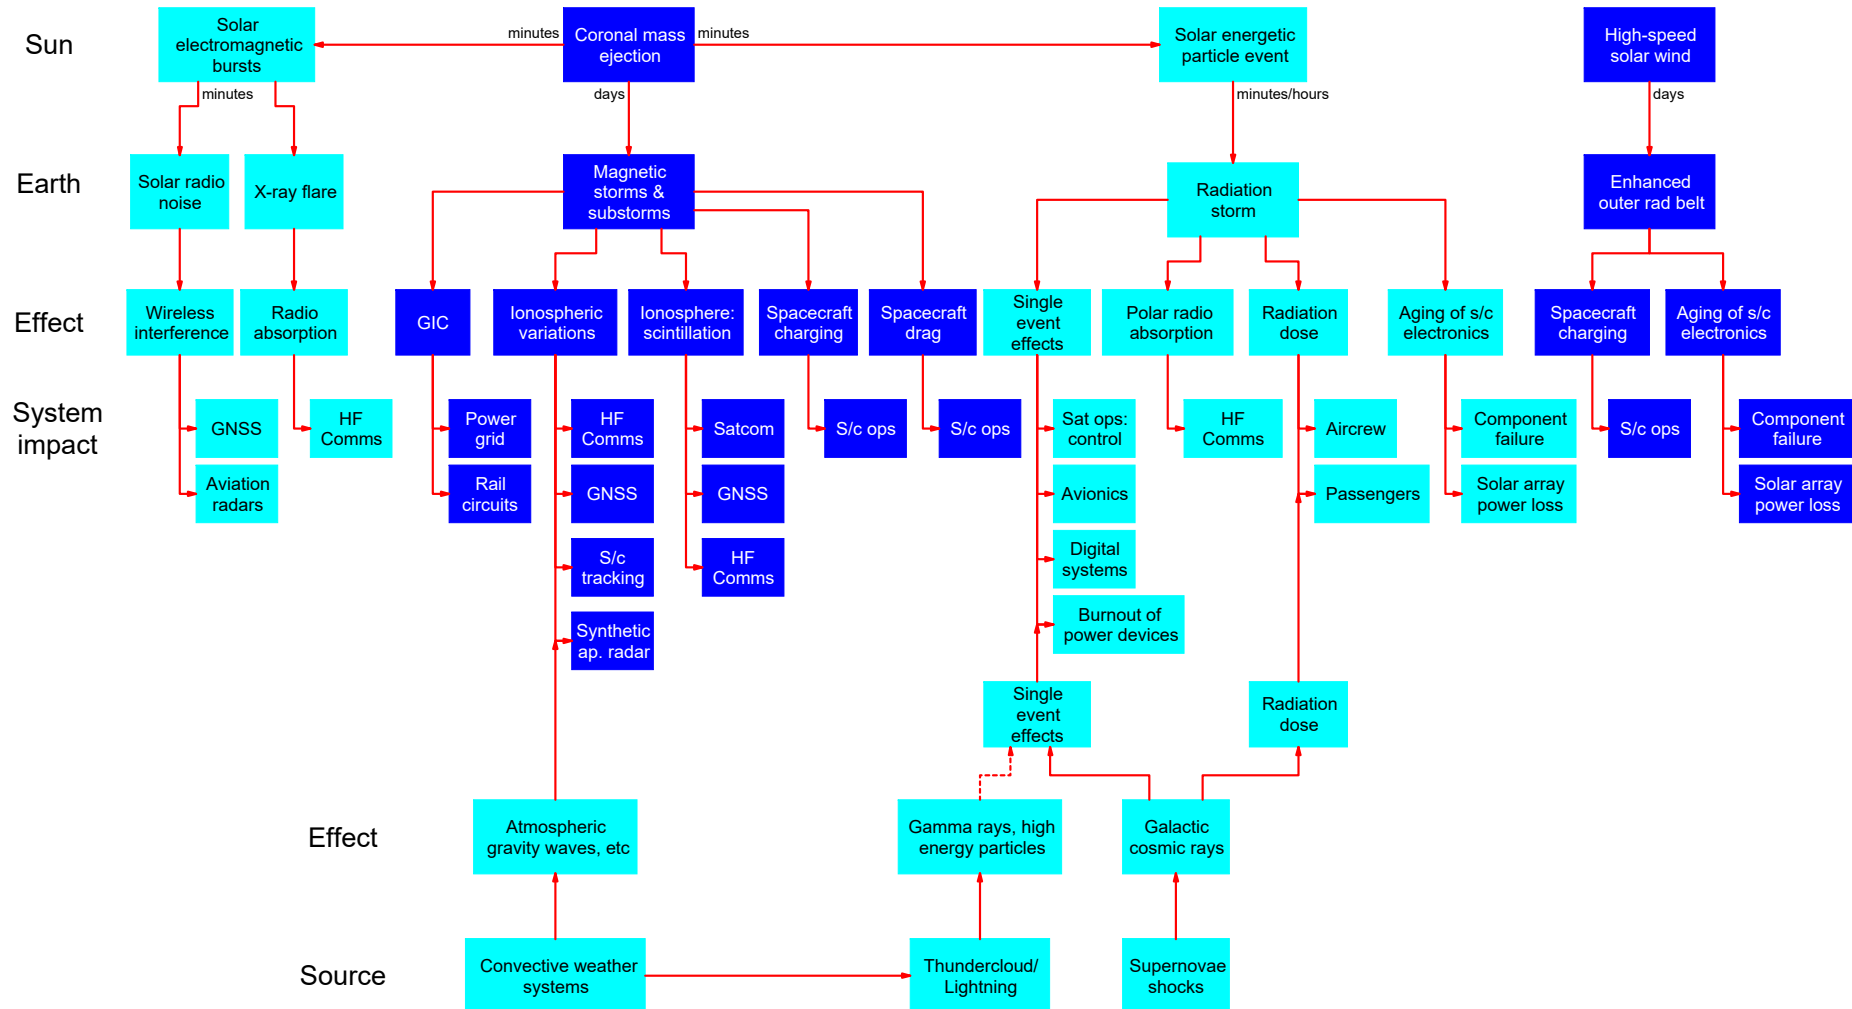 Sun
Solar
electromagnetic
bursts
minutes
Coronal mass
ejection
minutes
Solar energetic
particle event
High-speed
solar wind
minutes
days
minutes/hours
days
Earth
Solar radio
noise
X-ray flare
Magnetic
storms &
substorms
Radiation
storm
Enhanced
outer rad belt
Effect
Wireless
interference
Radio
absorption
GIC
Ionospheric
variations
Ionosphere:
scintillation
Spacecraft
charging
Spacecraft
drag
Single
event
effects
Polar radio
absorption
Radiation
dose
Aging of s/c
electronics
Spacecraft
charging
Aging of s/c
electronics
System
impact
GNSS
HF
Comms
Power
grid
HF
Comms
Satcom
S/c ops
S/c ops
Sat ops:
control
HF
Comms
Aircrew
Component
failure
S/c ops
Component
failure
Aviation
radars
Rail
circuits
GNSS
GNSS
Avionics
Passengers
Solar array
power loss
Solar array
power loss
S/c
tracking
HF
Comms
Digital
systems
Synthetic
ap. radar
Burnout of
power devices
Single
event
effects
Radiation
dose
Effect
Atmospheric
gravity waves, etc
Gamma rays, high
energy particles
Galactic
cosmic rays
Source
Convective weather
systems
Thundercloud/
Lightning
Supernovae
shocks